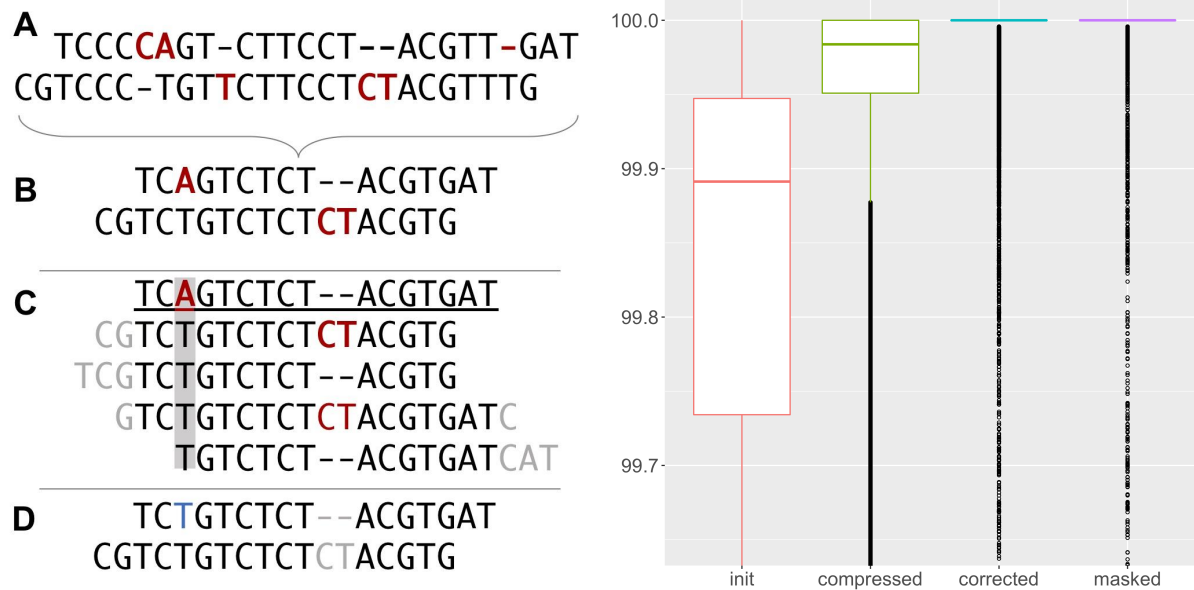 A
TCCCCAGT-CTTCCT--ACGTT-GAT
CGTCCC-TGTTCTTCCTCTACGTTTG
B
TCAGTCTCT--ACGTGAT
CGTCTGTCTCTCTACGTG
C
TCAGTCTCT--ACGTGAT
CGTCTGTCTCTCTACGTG
TCGTCTGTCTCT--ACGTG
GTCTGTCTCTCTACGTGATC
TGTCTCT--ACGTGATCAT
D
TCTGTCTCT--ACGTGAT
CGTCTGTCTCTCTACGTG
100.0
99.9
99.8
99.7
init compressed corrected masked